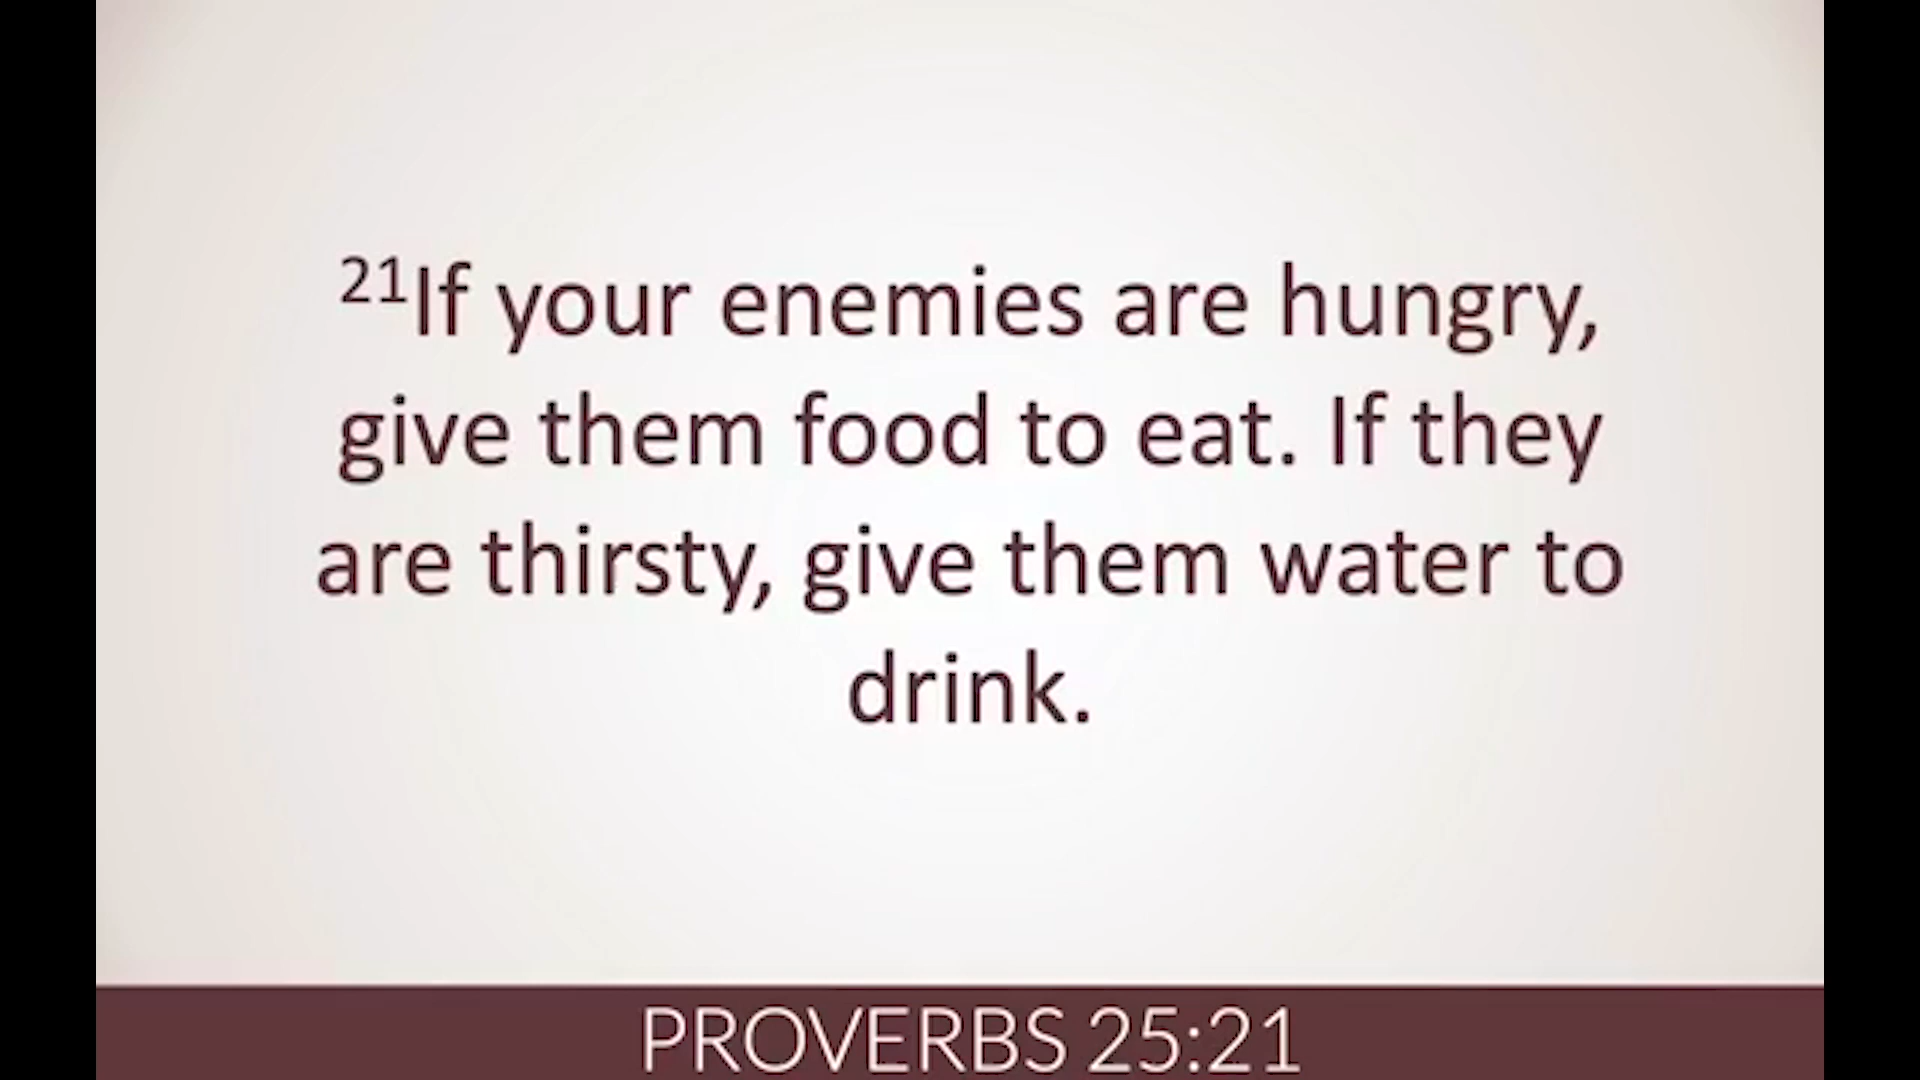 21If your enemies are hungry,
give them food to eat. If they
are thirsty, give them water to
drink.
PROVERBS 25:21